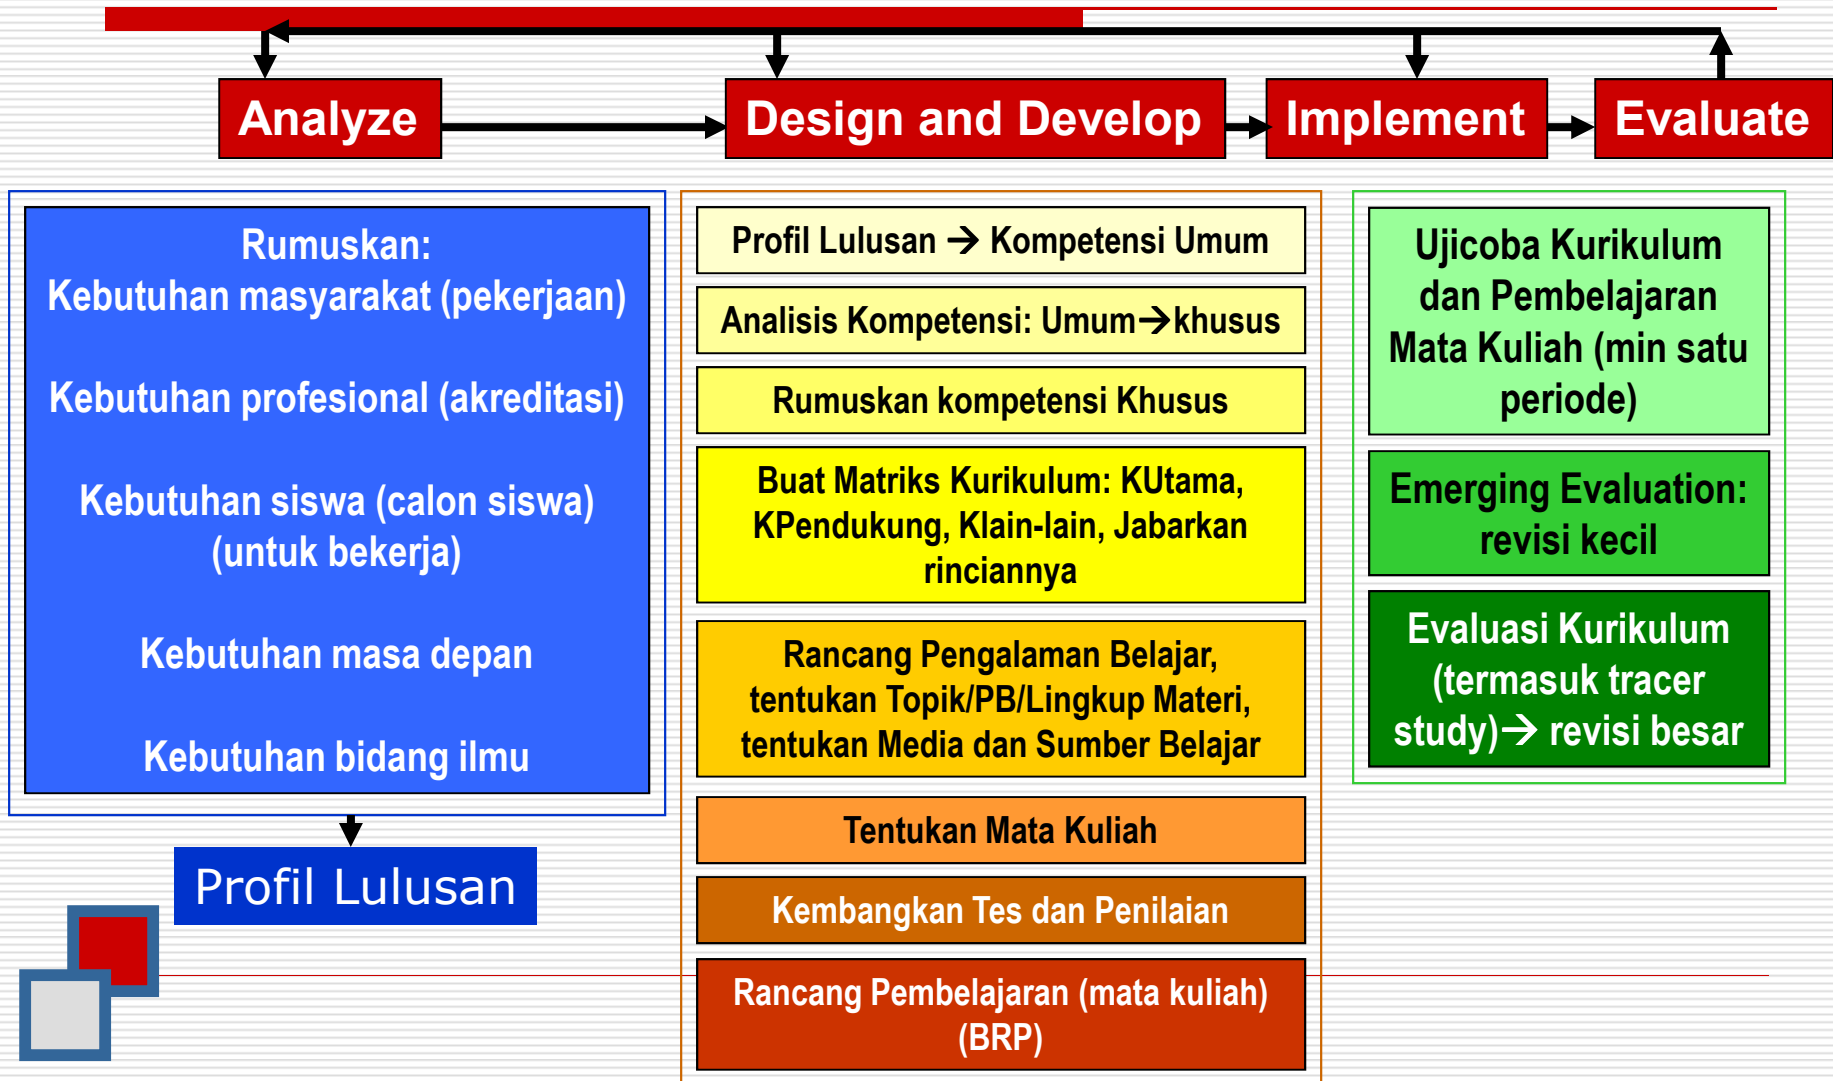 Analyze
Design and Develop
Implement
Evaluate
Rumuskan:
Kebutuhan masyarakat (pekerjaan)
Kebutuhan profesional (akreditasi)
Kebutuhan siswa (calon siswa)
(untuk bekerja)
Kebutuhan masa depan
Kebutuhan bidang ilmu
Profil Lulusan
Profil Lulusan → Kompetensi Umum
Analisis Kompetensi: Umum→khusus
Rumuskan kompetensi Khusus
Buat Matriks Kurikulum: KUtama,
KPendukung, Klain-lain, Jabarkan
rinciannya
Rancang Pengalaman Belajar,
tentukan Topik/PB/Lingkup Materi,
tentukan Media dan Sumber Belajar
Tentukan Mata Kuliah
Kembangkan Tes dan Penilaian
Rancang Pembelajaran (mata kuliah)
(BRP)
Ujicoba Kurikulum
dan Pembelajaran
Mata Kuliah (min satu
periode)
Emerging Evaluation:
revisi kecil
Evaluasi Kurikulum
(termasuk tracer
study)→ revisi besar